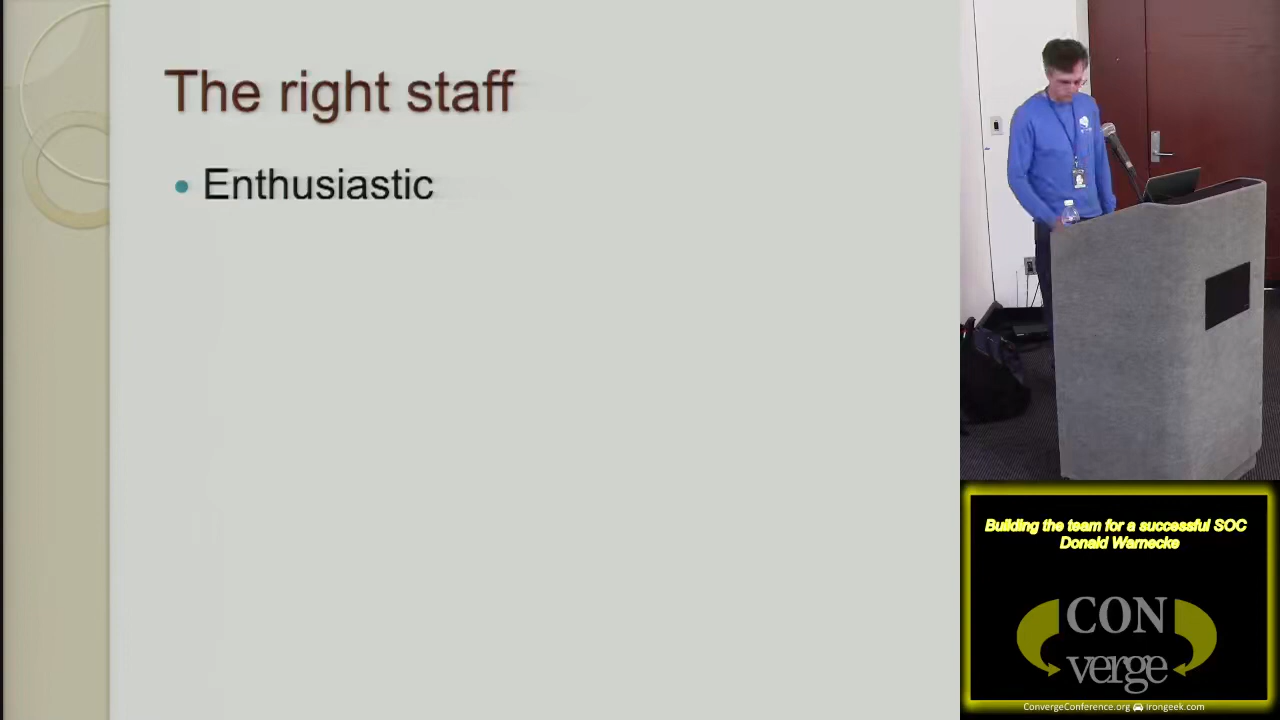 The right staff
• Enthusiastic
Building the team for a successful SOC
Donald Warnecke
CON
verge
ConvergeConference.org irongeek.com